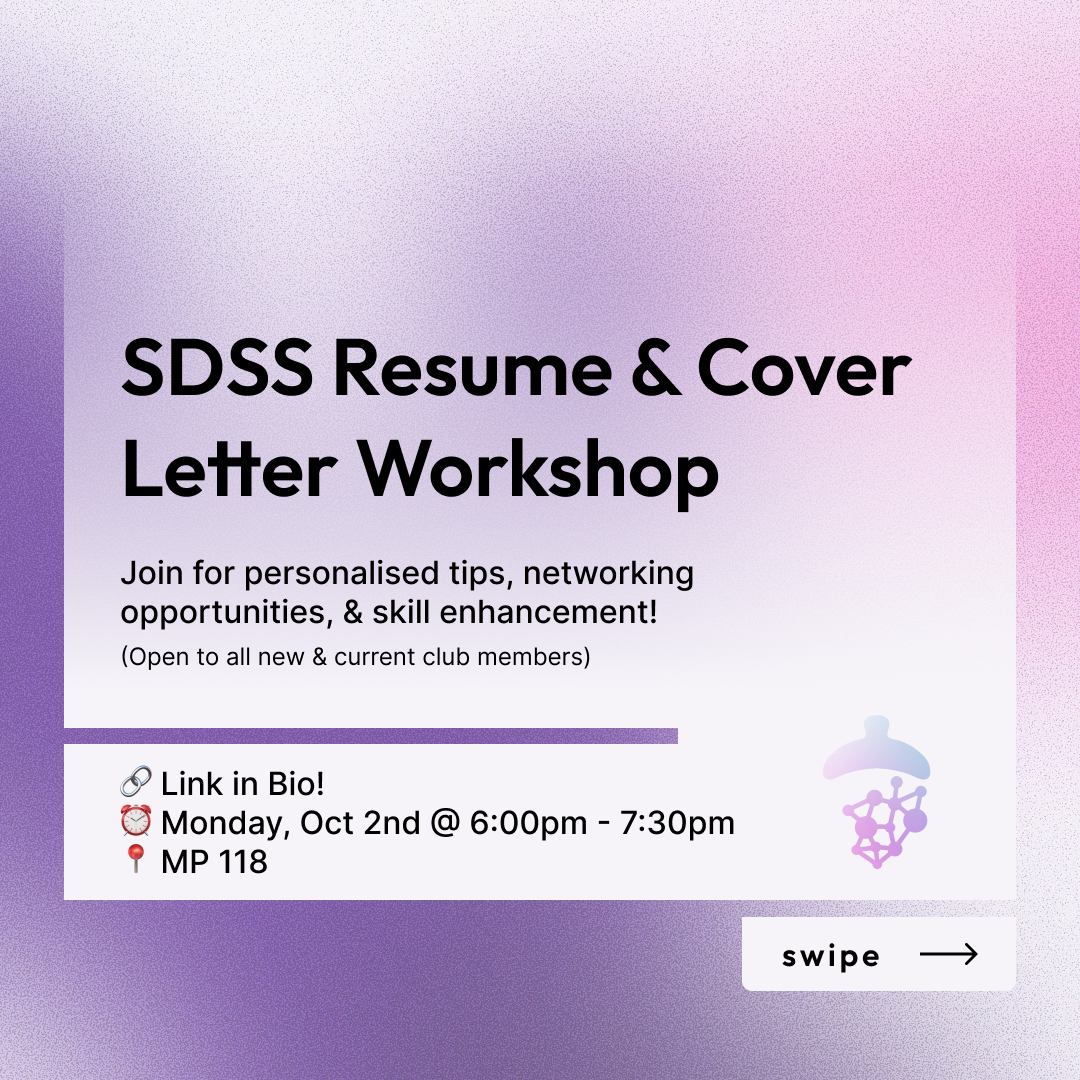 SDSS Resume & Cover
Letter Workshop
Join for personalised tips, networking
opportunities, & skill enhancement!
(Open to all new & current club members)
🔗 Link in Bio!
⏰ Monday, Oct 2nd @ 6:00pm - 7:30pm
📍 MP 118
swipe →